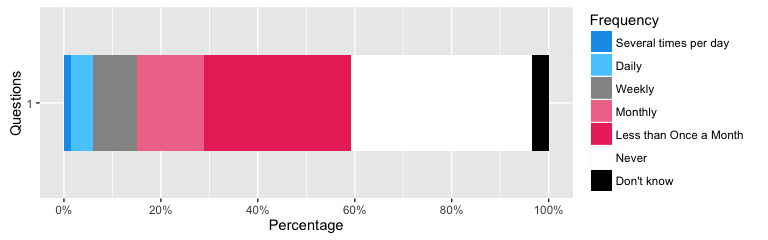 Questions
1
0%
20%
40%
60%
80%
100%
Percentage
Frequency
Several times per day
Daily
Weekly
Monthly
Less than Once a Month
Never
Don't know